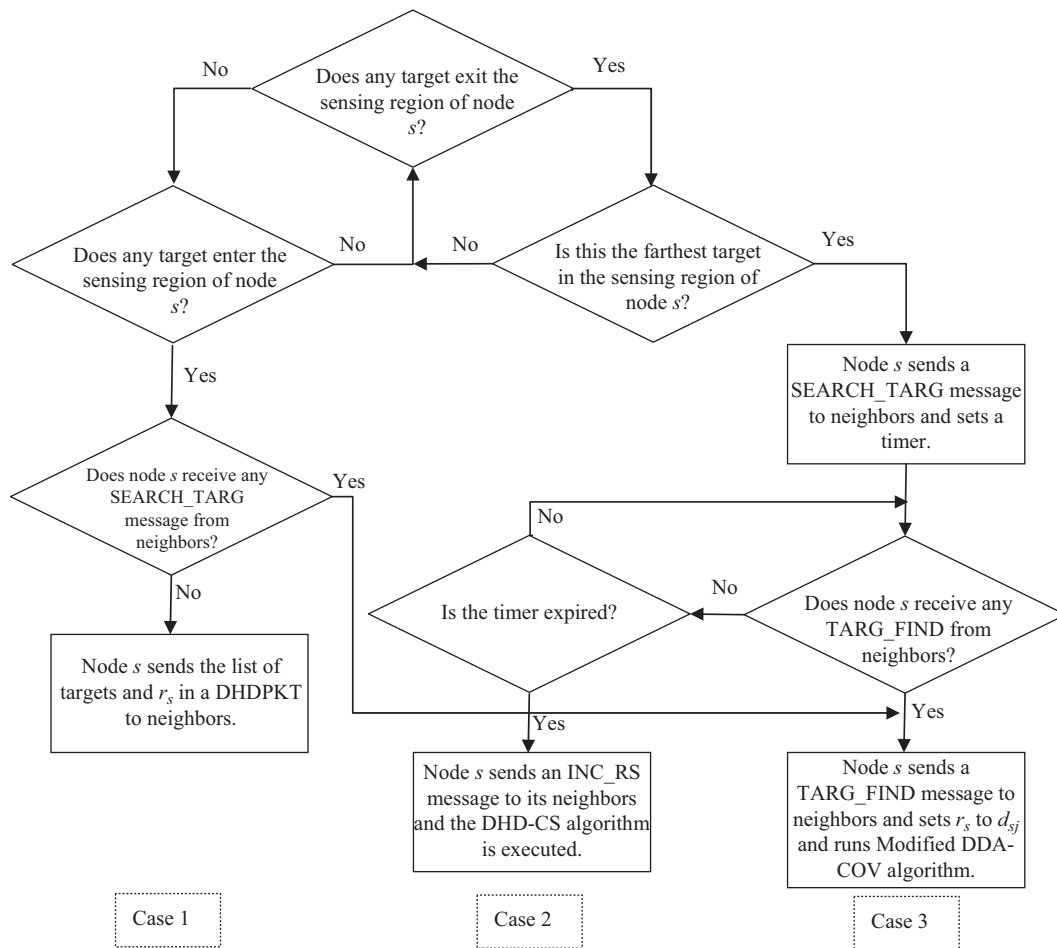 No
Does any target exit the
sensing region of node
s?
Yes
Does any target enter the
sensing region of node
s?
No
No
Is this the farthest target
in the sensing region of
node s?
Yes
Yes
Node s sends a
SEARCH_TARG message
to neighbors and sets a
timer.
Does node s receive any
SEARCH_TARG
message from
neighbors?
Yes
No
No
Is the timer expired?
No
Does node s receive any
TARG_FIND from
neighbors?
Node s sends the list of
targets and rs in a DHDPKT
to neighbors.
Yes
Yes
Node s sends an INC_RS
message to its neighbors
and the DHD-CS algorithm
is executed.
Node s sends a
TARG_FIND message to
neighbors and sets rs to dsj
and runs Modified DDA-
COV algorithm.
Case 1
Case 2
Case 3